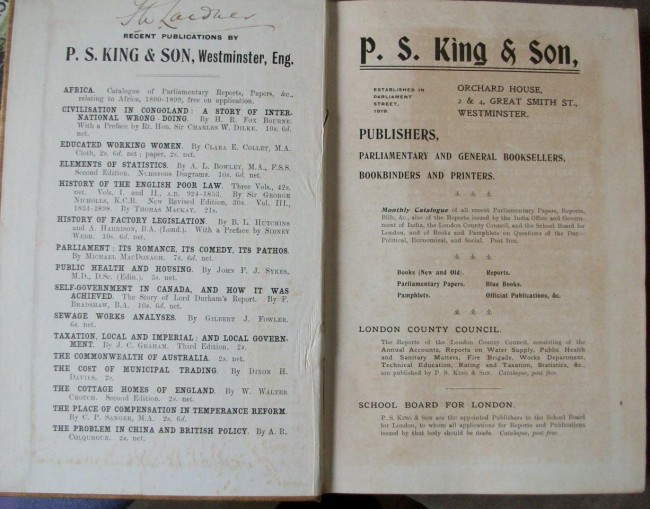 RECENT PUBLICATIONS BY
P. S. KING & SON, Westminster, Eng.
AFRICA. Catalogue of Parliamentary Reports, Papers, &c.,
relating to Africa, 1800-1899, free on application.
CIVILISATION IN CONGOLAND: A STORY OF INTER-
NATIONAL WRONG-DOING. By H. R. Fox Bourne.
With a Preface by Rt. Hon. Sir Charles W. Dilke. 10s. 6d.
net.
EDUCATED WORKING WOMEN. By Clara E. Collet, M.A.
Cloth, 2s. 6d. net; paper, 2s. net.
ELEMENTS OF STATISTICS. By A. L. Bowley, M.A., F.S.S.
Second Edition. Numerous Diagrams. 10s. 6d. net.
HISTORY OF THE ENGLISH POOR LAW. Three Vols., 42s.
net. Vols. I. and II., A.D. 924-1853. By Sir George
Nicholls, K.C.B. New Revised Edition, 30s. Vol. III.,
1834-1898. By Thomas Mackay. 21s.
HISTORY OF FACTORY LEGISLATION. By B. L. Hutchins
and A. Harrison, B.A. (Lond.). With a Preface by Sidney
Webb. 10s. 6d. net.
PARLIAMENT: ITS ROMANCE, ITS COMEDY, ITS PATHOS.
By Michael MacDonagh. 7s. 6d. net.
PUBLIC HEALTH AND HOUSING. By John F. J. Sykes,
M.D., D.Sc. (Edin.). 5s. net.
SELF-GOVERNMENT IN CANADA, AND HOW IT WAS
ACHIEVED. The Story of Lord Durham's Report. By F.
Bradshaw, B.A. 10s. 6d. net.
SEWAGE WORKS ANALYSES. By Gilbert J. Fowler.
6s. net.
TAXATION, LOCAL AND IMPERIAL: AND LOCAL GOVERN-
MENT. By J. C. Graham. Third Edition. 2s.
THE COMMONWEALTH OF AUSTRALIA. 2s. net.
THE COST OF MUNICIPAL TRADING. By Dixon H.
Davies. 2s.
THE COTTAGE HOMES OF ENGLAND. By W. Walter
Crotch. Second Edition. 2s. net.
THE PLACE OF COMPENSATION IN TEMPERANCE REFORM.
By C. P. Sanger, M.A. 2s. 6d.
THE PROBLEM IN CHINA AND BRITISH POLICY. By A. R.
Colquhoun. 2s. net.
P. S. King & Son,
ESTABLISHED IN
PARLIAMENT
STREET,
1819.
ORCHARD HOUSE,
2 & 4, GREAT SMITH ST.,
WESTMINSTER.
PUBLISHERS,
PARLIAMENTARY AND GENERAL BOOKSELLERS,
BOOKBINDERS AND PRINTERS.
Monthly Catalogue of all recent Parliamentary Papers, Reports,
Bills, &c., also of the Reports issued by the India Office and Govern-
ment of India, the London County Council, and the School Board
for London, and of Books and Pamphlets on Questions of the Day—
Political, Economical, and Social. Post free.
Books (New and Old).
Parliamentary Papers.
Pamphlets.
Reports.
Blue Books.
Official Publications, &c.
LONDON COUNTY COUNCIL.
The Reports of the London County Council, consisting of the
Annual Accounts, Reports on Water Supply, Public Health
and Sanitary Matters, Fire Brigade, Works Department,
Technical Education, Rating and Taxation, Statistics, &c.,
are published by P. S. King & Son. Catalogue, post free.
SCHOOL BOARD FOR LONDON.
P. S. King & Son are the appointed Publishers to the School Board
for London, to whom all applications for Reports and Publications
issued by that body should be made. Catalogue, post free.